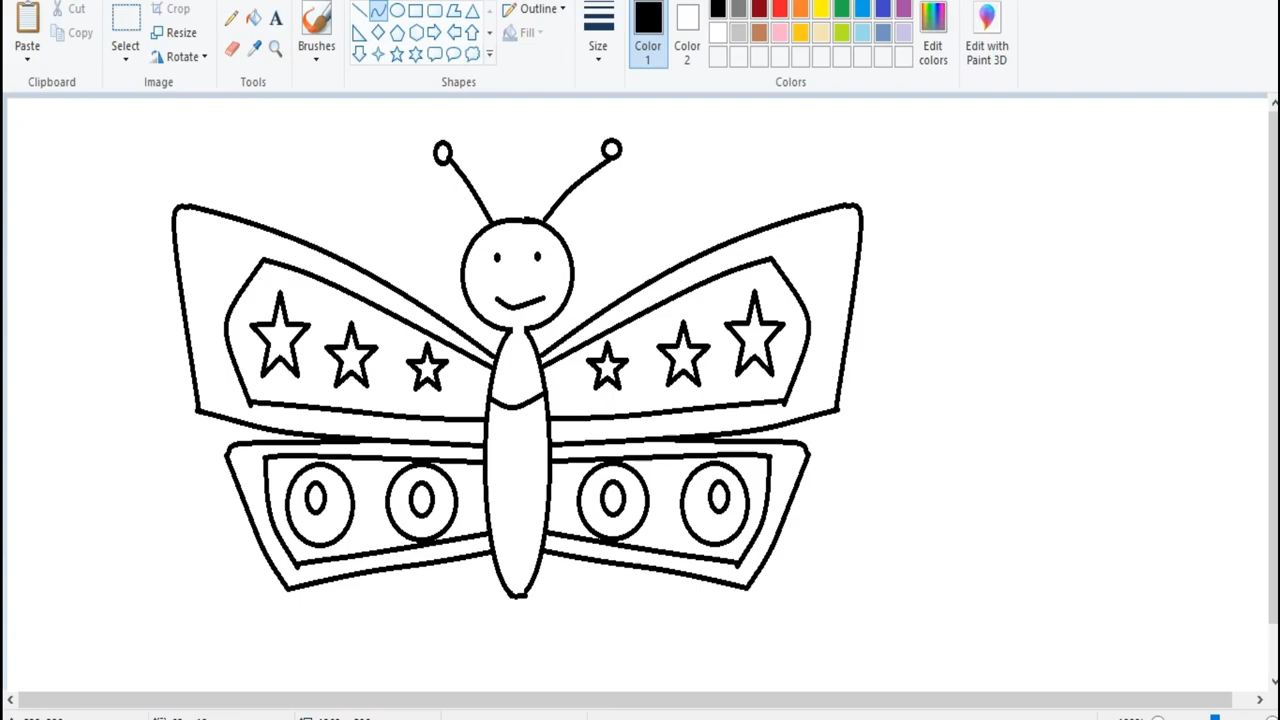 Cut
Copy
Paste
Clipboard
Select
Crop
Resize
Rotate
Image
A
Tools
Brushes
Outline
Fill
Shapes
Size
Color 1
Color 2
Edit colors
Edit with Paint 3D
Colors